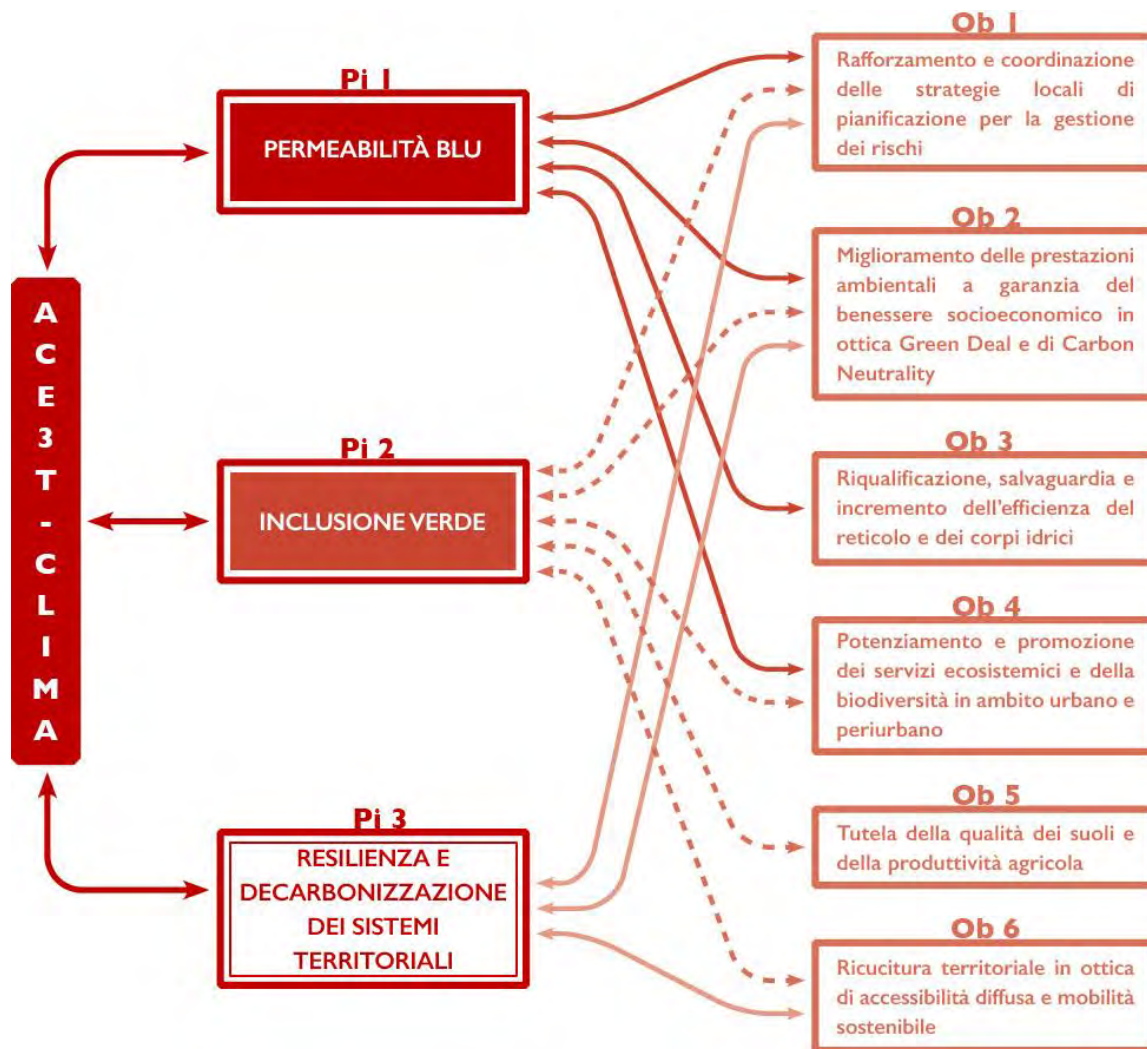 ACE3T-CLIMA
Pi 1
PERMEABILITÀ BLU
Pi 2
INCLUSIONE VERDE
Pi 3
RESILIENZA E
DECARBONIZZAZIONE
DEI SISTEMI
TERRITORIALI
Ob 1
Rafforzamento e coordinazione
delle strategie locali di
pianificazione per la gestione
dei rischi
Ob 2
Miglioramento delle prestazioni
ambientali a garanzia del
benessere socioeconomico in
ottica Green Deal e di Carbon
Neutrality
Ob 3
Riqualificazione, salvaguardia e
incremento dell'efficienza del
reticolo e dei corpi idrici
Ob 4
Potenziamento e promozione
dei servizi ecosistemici e della
biodiversità in ambito urbano e
periurbano
Ob 5
Tutela della qualità dei suoli e
della produttività agricola
Ob 6
Ricucitura territoriale in ottica
di accessibilità diffusa e mobilità
sostenibile